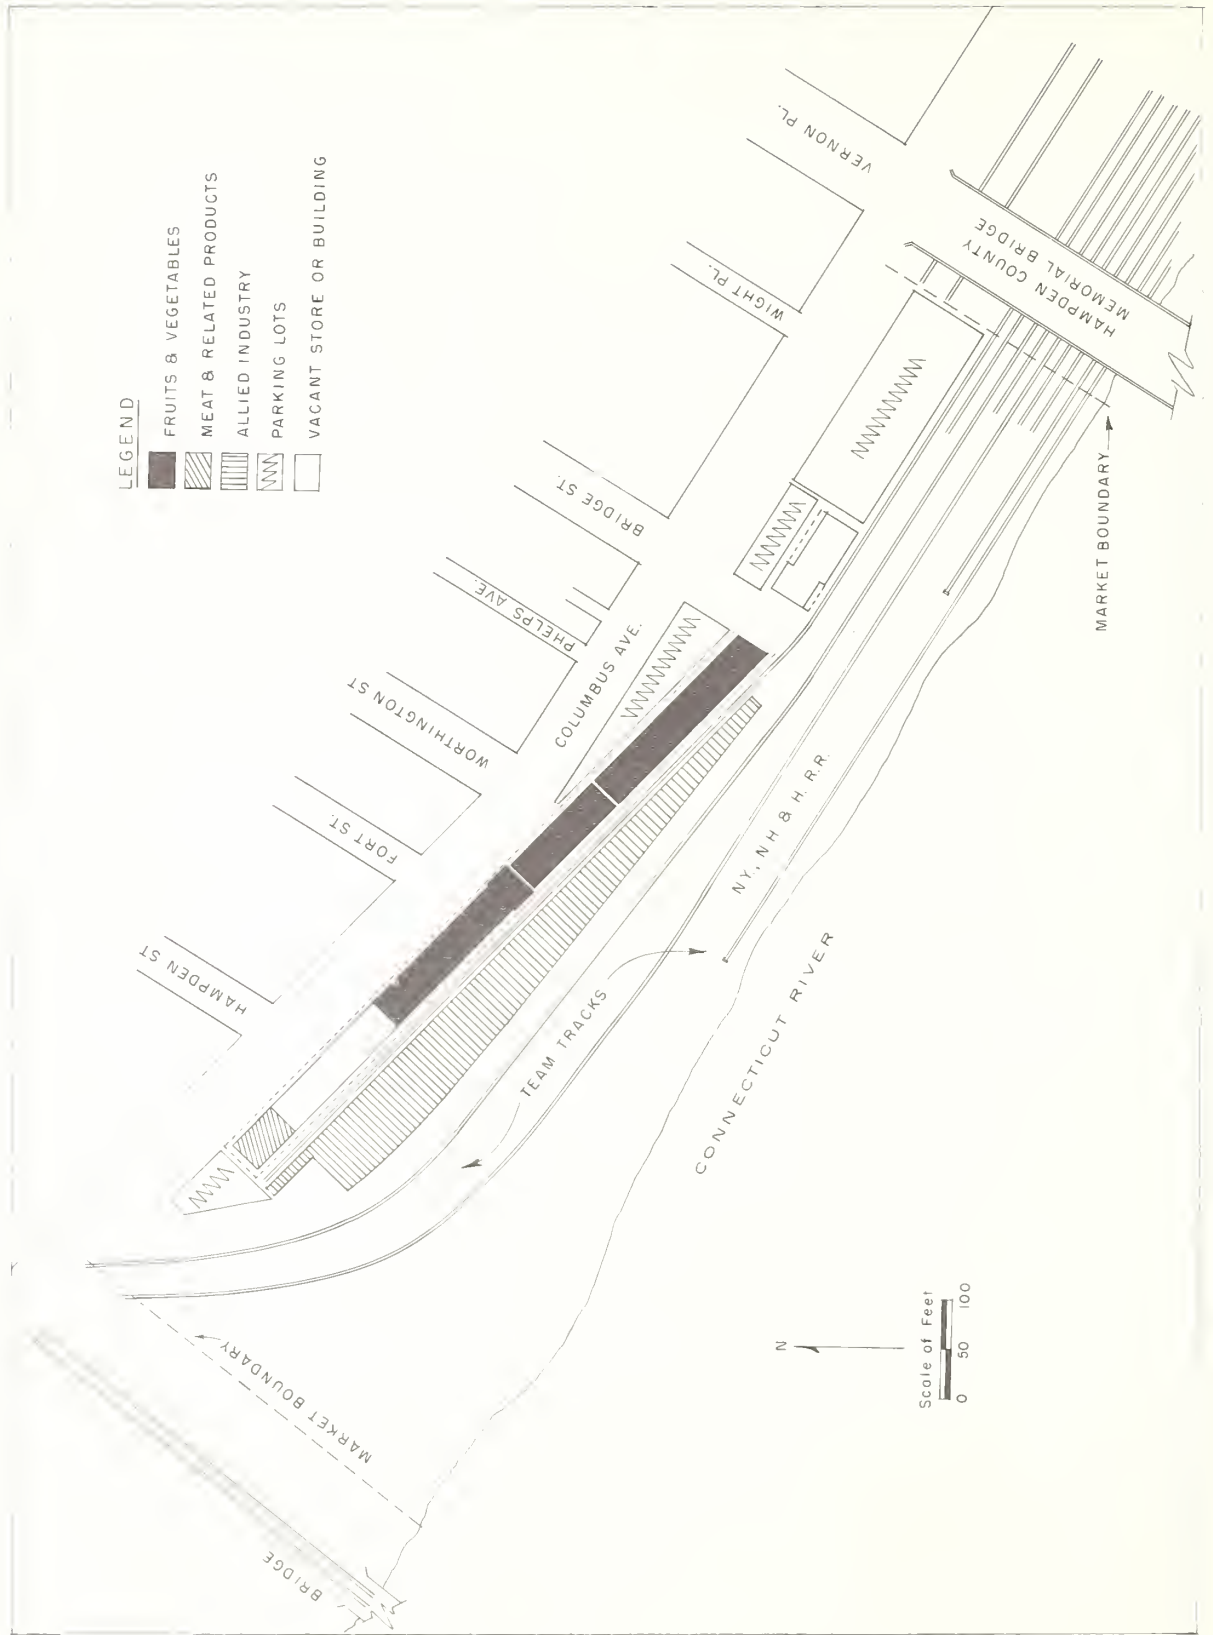 LEGEND
FRUITS & VEGETABLES
MEAT & RELATED PRODUCTS
ALLIED INDUSTRY
PARKING LOTS
VACANT STORE OR BUILDING
BRIDGE
MARKET BOUNDARY
HAMPDEN ST
FORT ST.
WORTHINGTON ST
PHELPS AVE.
BRIDGE ST.
WIGHT PL.
VERNON PL.
COLUMBUS AVE.
HAMPDEN COUNTY
MEMORIAL BRIDGE
TEAM TRACKS
N.Y., N H & H. R.R.
CONNECTICUT RIVER
MARKET BOUNDARY
N
Scale of Feet
0 50 100